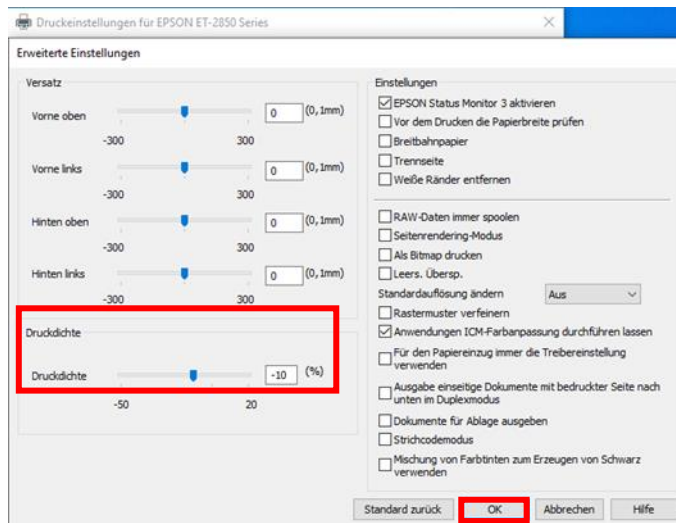 Druckeinstellungen für EPSON ET-2850 Series
Erweiterte Einstellungen
Versatz
Vorne oben
0
(0, 1mm)
-300
300
Vorne links
0
(0, 1mm)
-300
300
Hinten oben
0
(0, 1mm)
-300
300
Hinten links
0
(0, 1mm)
-300
300
Druckdichte
Druckdichte
-10
(%)
-50
20
Einstellungen
EPSON Status Monitor 3 aktivieren
Vor dem Drucken die Papierbreite prüfen
Breitbahnpapier
Trennseite
Weiße Ränder entfernen
RAW-Daten immer spoolen
Seitenrendering-Modus
Als Bitmap drucken
Leers. Übersp.
Standardauflösung ändern
Aus
Rastermuster verfeinern
Anwendungen ICM-Farbanpassung durchführen lassen
Für den Papiereinzug immer die Treibereinstellung
verwenden
Ausgabe einseitige Dokumente mit bedruckter Seite nach
unten im Duplexmodus
Dokumente für Ablage ausgeben
Strichcodemodus
Mischung von Farbtinten zum Erzeugen von Schwarz
verwenden
Standard zurück
OK
Abbrechen
Hilfe